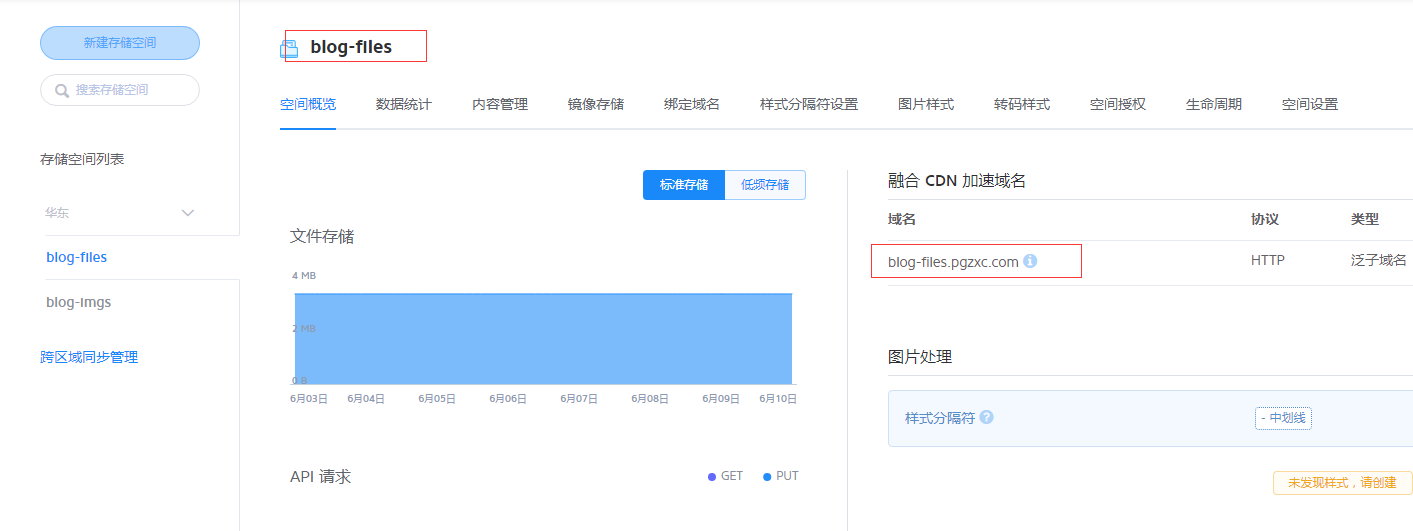 新建存储空间
搜索存储空间
存储空间列表
华东
blog-files
blog-imgs
跨区域同步管理
blog-files
空间概览 数据统计 内容管理 镜像存储 绑定域名 样式分隔符设置 图片样式 转码样式 空间授权 生命周期 空间设置
标准存储 低频存储
文件存储
4 MB
2 MB
0 B
6月03日 6月04日 6月05日 6月06日 6月07日 6月08日 6月09日 6月10日
API 请求 GET PUT
融合 CDN 加速域名
域名 协议 类型
blog-files.pgzxc.com HTTP 泛子域名
图片处理
样式分隔符 - 中划线
未发现样式，请创建